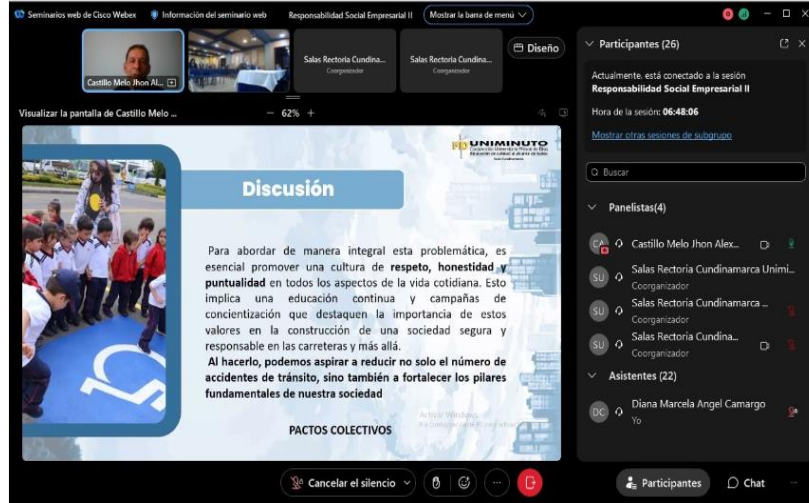 Seminarios web de Cisco Webex
Información del seminario web
Responsabilidad Social Empresarial II
Mostrar la barra de menú
Castillo Melo Jhon Al...
Salas Rectoria Cundina...
Coorganizador
Salas Rectoria Cundina...
Coorganizador
Diseño
Visualizar la pantalla de Castillo Melo ...
62%
UNIMINUTO
Discusión
Para abordar de manera integral esta problemática, es
esencial promover una cultura de respeto, honestidad y
puntualidad en todos los aspectos de la vida cotidiana. Esto
implica una educación continua y campañas de
concientización que destaquen la importancia de estos
valores en la construcción de una sociedad segura y
responsable en las carreteras y más allá.
Al hacerlo, podemos aspirar a reducir no solo el número de
accidentes de tránsito, sino también a fortalecer los pilares
fundamentales de nuestra sociedad
PACTOS COLECTIVOS
Activar Windows
Participantes (26)
Actualmente, está conectado a la sesión
Responsabilidad Social Empresarial II
Hora de la sesión: 06:48:06
Mostrar otras sesiones de subgrupo
Buscar
Panelistas(4)
CA
Castillo Melo Jhon Alex...
SU
Salas Rectoria Cundinamarca Unimi...
Coorganizador
SU
Salas Rectoria Cundinamarca ...
Coorganizador
SU
Salas Rectoria Cundina...
Coorganizador
Asistentes (22)
DC
Diana Marcela Angel Camargo
Yo
Cancelar el silencio
Participantes
Chat